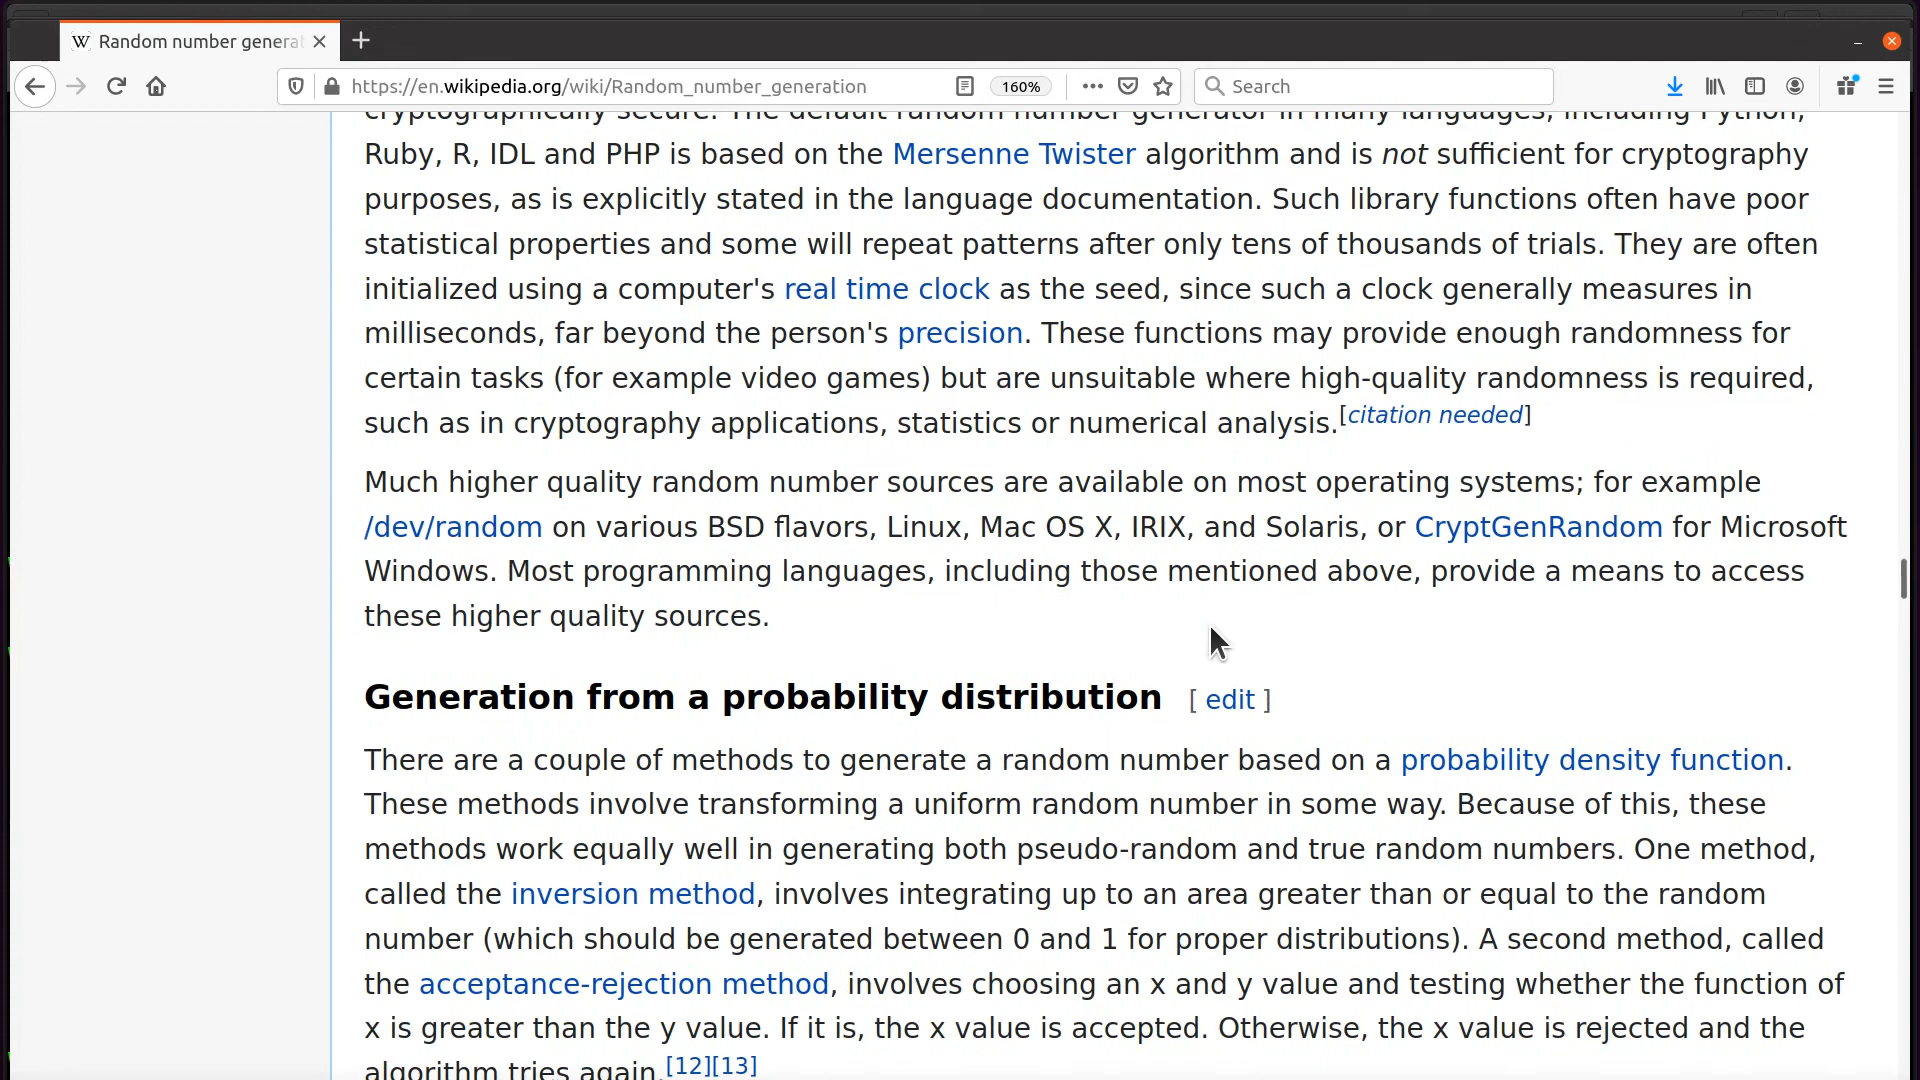 W Random number genera
https://en.wikipedia.org/wiki/Random_number_generation
160%
Search
cryptographically secure. The default random number generator in many languages, including Python,
Ruby, R, IDL and PHP is based on the Mersenne Twister algorithm and is not sufficient for cryptography
purposes, as is explicitly stated in the language documentation. Such library functions often have poor
statistical properties and some will repeat patterns after only tens of thousands of trials. They are often
initialized using a computer's real time clock as the seed, since such a clock generally measures in
milliseconds, far beyond the person's precision. These functions may provide enough randomness for
certain tasks (for example video games) but are unsuitable where high-quality randomness is required,
such as in cryptography applications, statistics or numerical analysis.[citation needed]
Much higher quality random number sources are available on most operating systems; for example
/dev/random on various BSD flavors, Linux, Mac OS X, IRIX, and Solaris, or CryptGenRandom for Microsoft
Windows. Most programming languages, including those mentioned above, provide a means to access
these higher quality sources.
Generation from a probability distribution [ edit ]
There are a couple of methods to generate a random number based on a probability density function.
These methods involve transforming a uniform random number in some way. Because of this, these
methods work equally well in generating both pseudo-random and true random numbers. One method,
called the inversion method, involves integrating up to an area greater than or equal to the random
number (which should be generated between 0 and 1 for proper distributions). A second method, called
the acceptance-rejection method, involves choosing an x and y value and testing whether the function of
x is greater than the y value. If it is, the x value is accepted. Otherwise, the x value is rejected and the
algorithm tries again.[12][13]